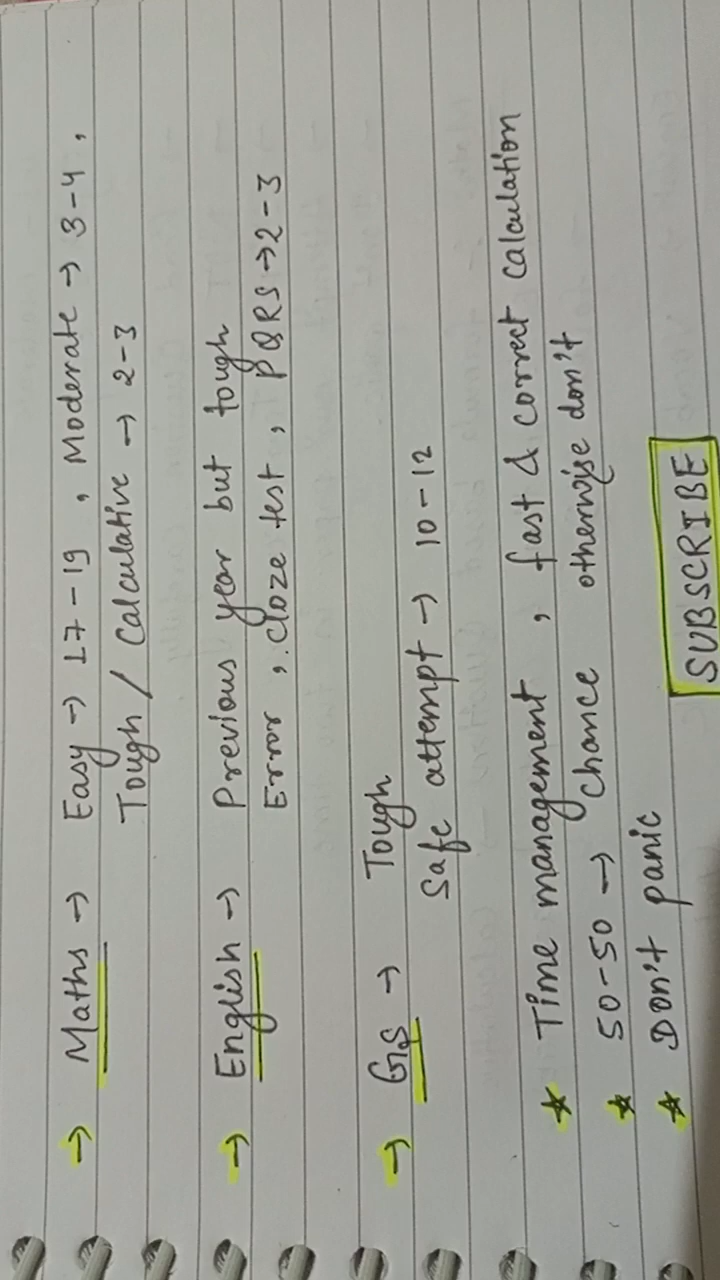 → Maths → Easy → 17-19 , Moderate → 3-4 ,
Tough / Calculative → 2-3
→ English → Previous year but tough
Error , cloze test , PQRS → 2-3
→ GS → Tough
Safe attempt → 10-12
★ Time management , fast & correct calculation
★ 50-50 → Chance otherwise don't
★ Don't panic
SUBSCRIBE